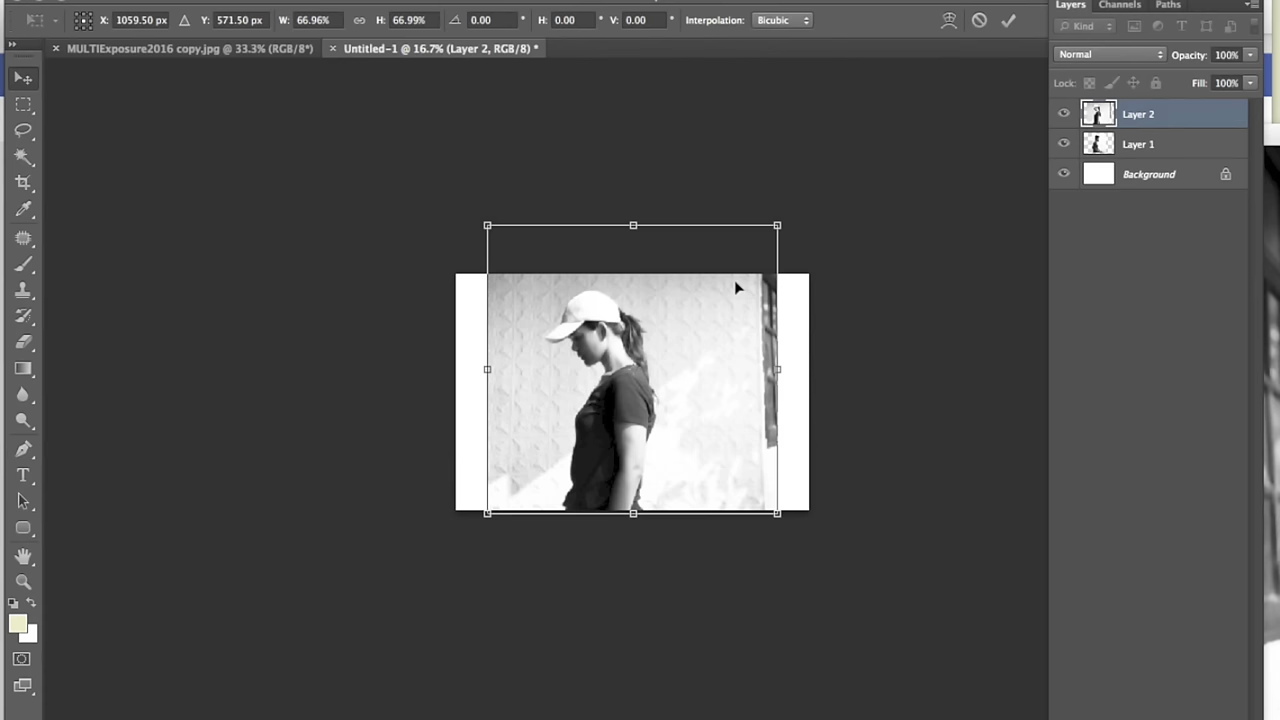 X: 1059.50 px Y: 571.50 px W: 66.96% H: 66.99% 0.00 ° H: 0.00 ° V: 0.00 ° Interpolation: Bicubic
MULTIExposure2016 copy.jpg @ 33.3% (RGB/8*)
Untitled-1 @ 16.7% (Layer 2, RGB/8) *
Layers Channels Paths
Kind
Normal Opacity: 100%
Lock: Fill: 100%
Layer 2
Layer 1
Background
T